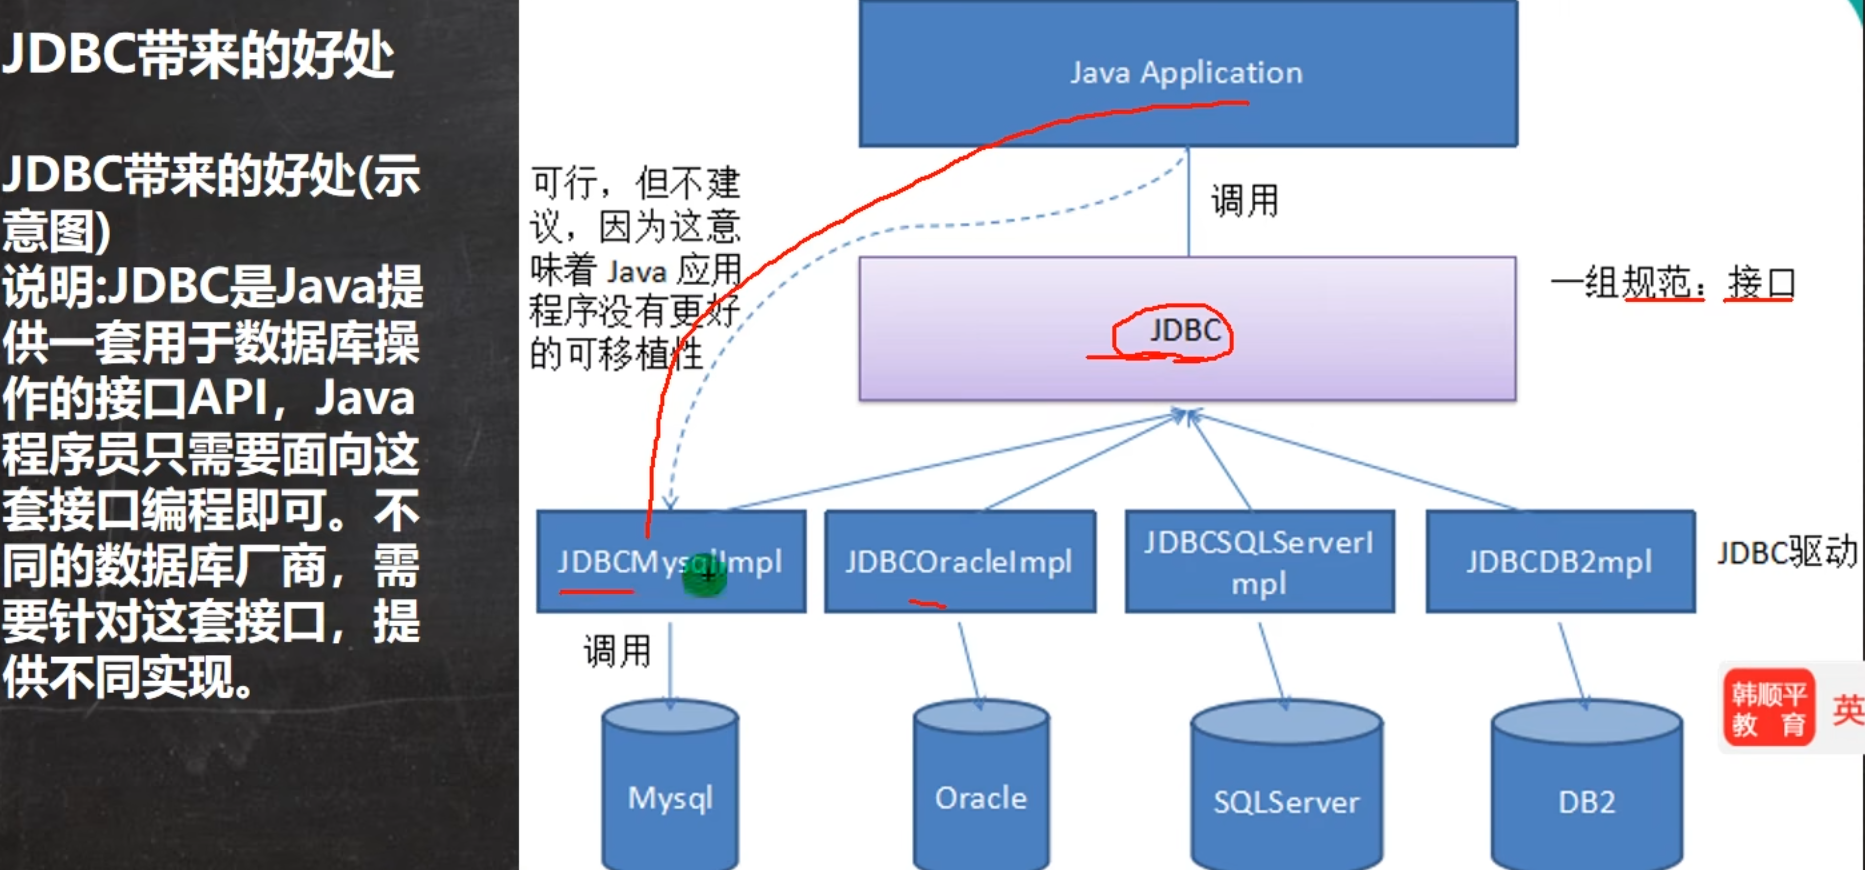 JDBC带来的好处
JDBC带来的好处(示
意图)
说明:JDBC是Java提
供一套用于数据库操
作的接口API，Java
程序员只需要面向这
套接口编程即可。不
同的数据库厂商，需
要针对这套接口，提
供不同实现。
Java Application
可行，但不建
议，因为这意
味着 Java 应用
程序没有更好
的可移植性
调用
JDBC
一组规范：接口
JDBCMysqlImpl
JDBCOracleImpl
JDBCSQLServerI
mpl
JDBCDB2mpl
JDBC驱动
调用
Mysql
Oracle
SQLServer
DB2
韩顺平
教 育
英